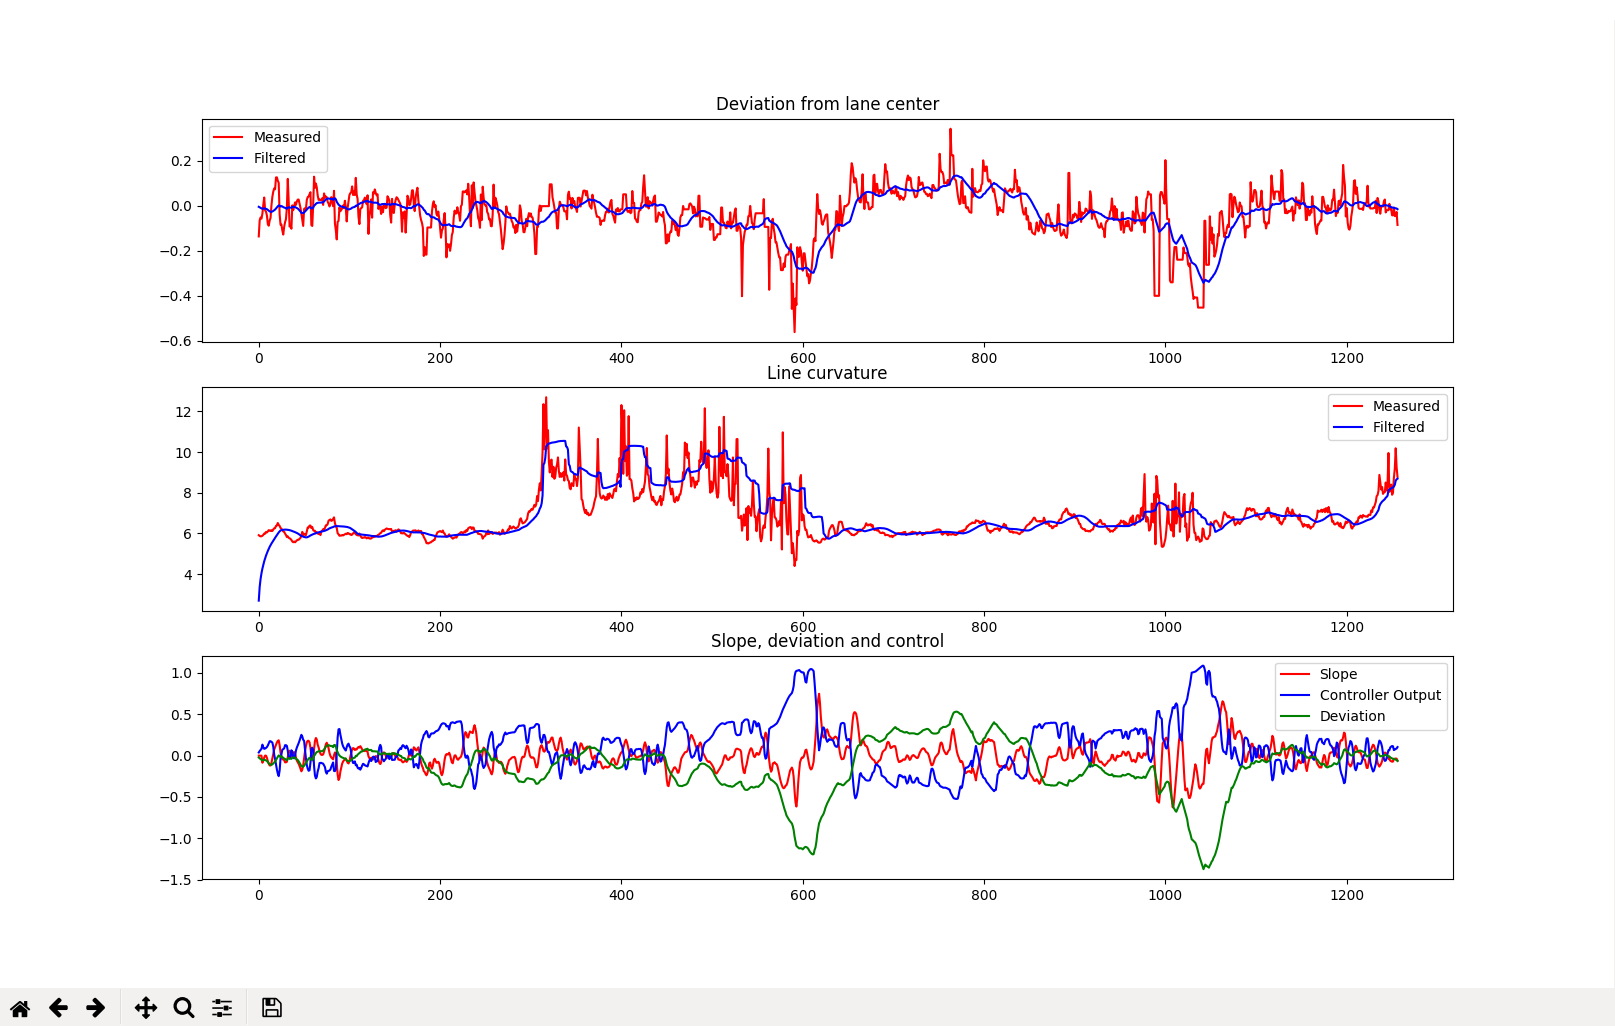 Deviation from lane center
Measured
Filtered
0.2
0.0
−0.2
−0.4
−0.6
0 200 400 600 800 1000 1200
Line curvature
Measured
Filtered
12
10
8
6
4
0 200 400 600 800 1000 1200
Slope, deviation and control
Slope
Controller Output
Deviation
1.0
0.5
0.0
−0.5
−1.0
−1.5
0 200 400 600 800 1000 1200